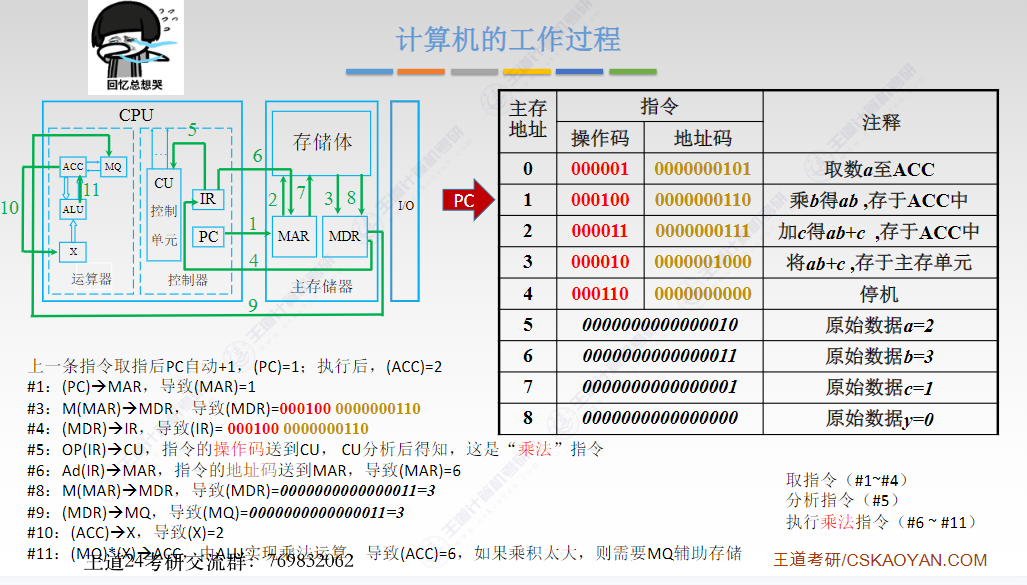 回忆总想哭
计算机的工作过程
CPU
ACC
MQ
ALU
X
运算器
CU
控制
单元
IR
PC
控制器
存储体
MAR
MDR
主存储器
I/O
5
6
11
10
2
7
3
8
1
4
9
PC
主存地址 指令 注释
操作码 地址码
0 000001 0000000101 取数a至ACC
1 000100 0000000110 乘b得ab ,存于ACC中
2 000011 0000000111 加c得ab+c ,存于ACC中
3 000010 0000001000 将ab+c ,存于主存单元
4 000110 0000000000 停机
5 0000000000000010 原始数据a=2
6 0000000000000011 原始数据b=3
7 0000000000000001 原始数据c=1
8 0000000000000000 原始数据y=0
上一条指令取指后PC自动+1，(PC)=1；执行后，(ACC)=2
#1：(PC)→MAR，导致(MAR)=1
#3：M(MAR)→MDR，导致(MDR)=000100 0000000110
#4：(MDR)→IR，导致(IR)= 000100 0000000110
#5：OP(IR)→CU，指令的操作码送到CU， CU分析后得知，这是“乘法”指令
#6：Ad(IR)→MAR，指令的地址码送到MAR，导致(MAR)=6
#8：M(MAR)→MDR，导致(MDR)=0000000000000011=3
#9：(MDR)→MQ，导致(MQ)=0000000000000011=3
#10：(ACC)→X，导致(X)=2
#11：(MQ)*(X)→ACC，由ALU实现乘法运算，导致(ACC)=6，如果乘积太大，则需要MQ辅助存储
王道24考研交流群：769832062
取指令（#1~#4）
分析指令（#5）
执行乘法指令（#6 ~ #11）
王道考研/CSKAOYAN.COM